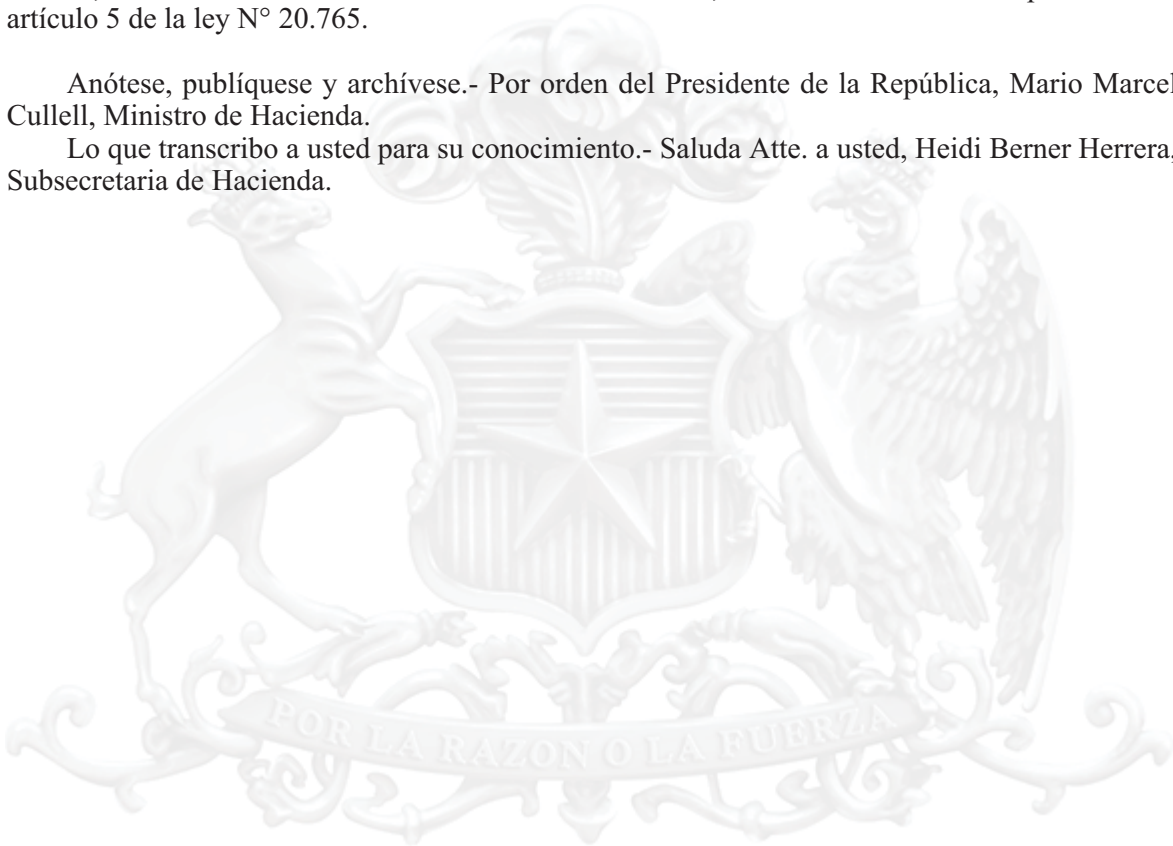 artículo 5 de la ley N° 20.765.
Anótese, publíquese y archívese.- Por orden del Presidente de la República, Mario Marcel
Cullell, Ministro de Hacienda.
Lo que transcribo a usted para su conocimiento.- Saluda Atte. a usted, Heidi Berner Herrera,
Subsecretaria de Hacienda.
POR LA RAZON O LA FUERZA